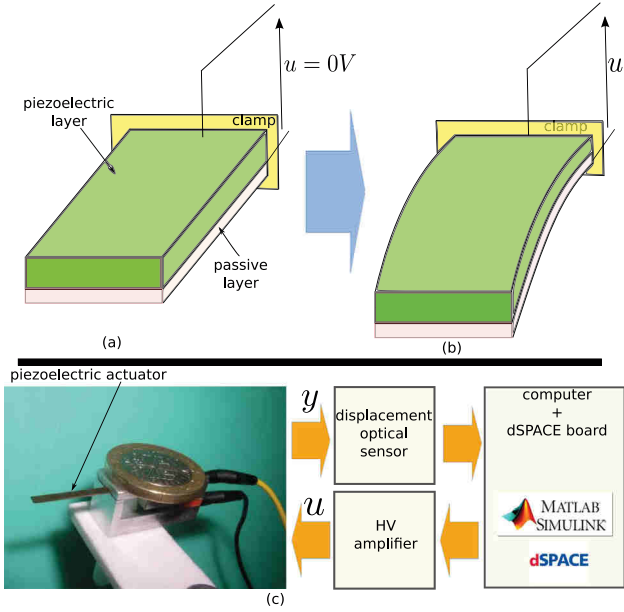 u = 0V
piezoelectric
layer
clamp
passive
layer
(a)
u
clamp
(b)
piezoelectric actuator
y
u
(c)
displacement
optical
sensor
HV
amplifier
computer
+
dSPACE board
MATLAB
SIMULINK
dSPACE